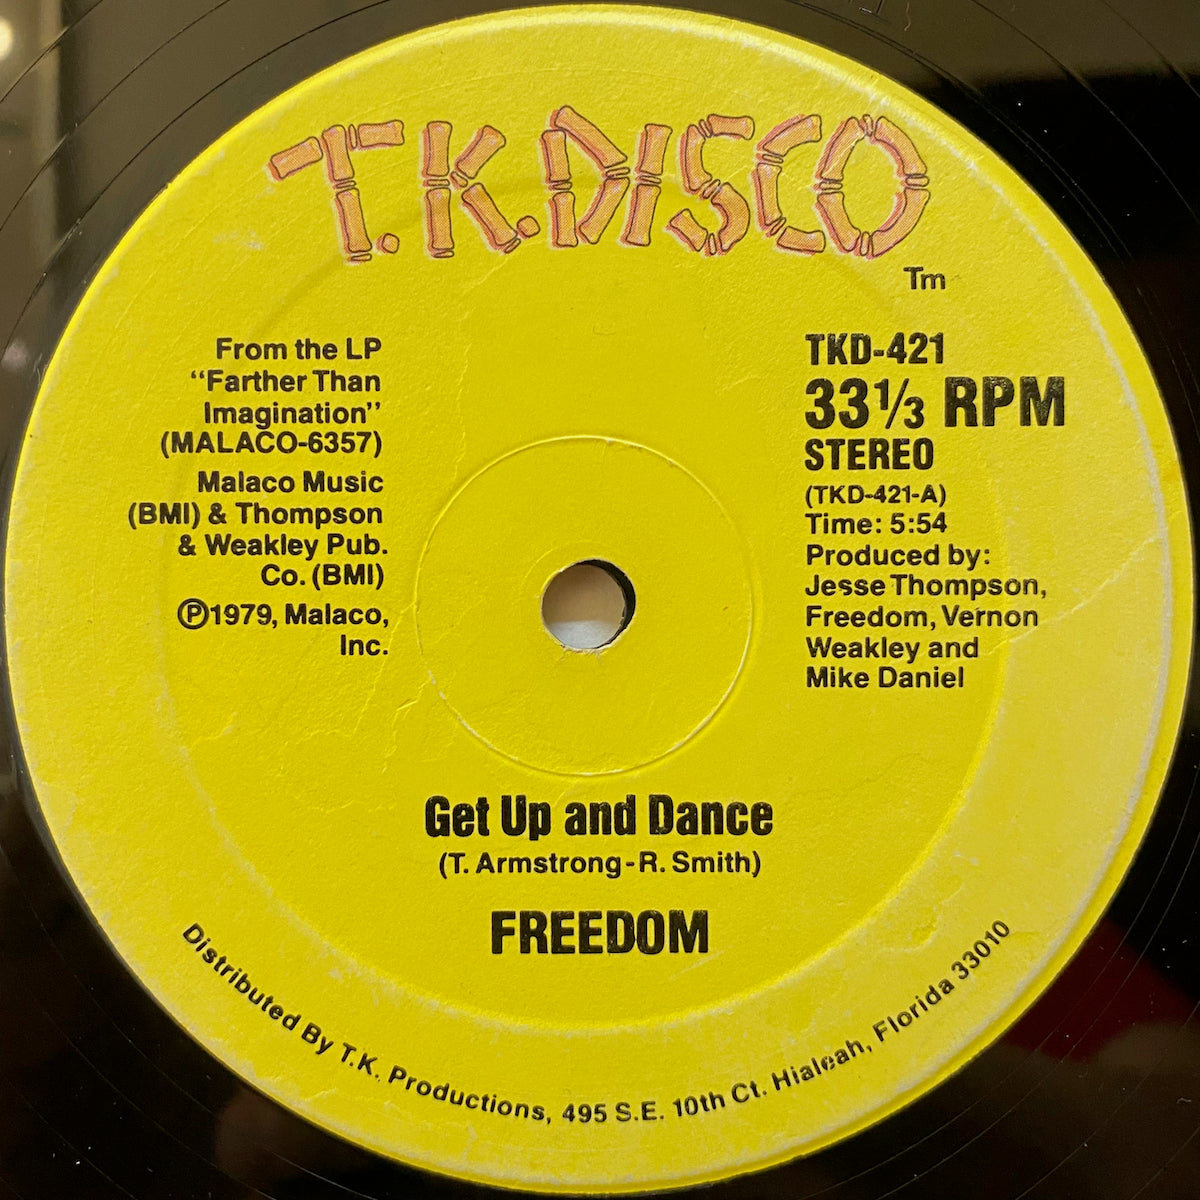 T.K. DISCO
Tm
From the LP
“Farther Than
Imagination”
(MALACO-6357)
Malaco Music
(BMI) & Thompson
& Weakley Pub.
Co. (BMI)
Ⓟ1979, Malaco,
Inc.
TKD-421
33⅓ RPM
STEREO
(TKD-421-A)
Time: 5:54
Produced by:
Jesse Thompson,
Freedom, Vernon
Weakley and
Mike Daniel
Get Up and Dance
(T. Armstrong-R. Smith)
FREEDOM
Distributed By T.K. Productions, 495 S.E. 10th Ct. Hialeah, Florida 33010